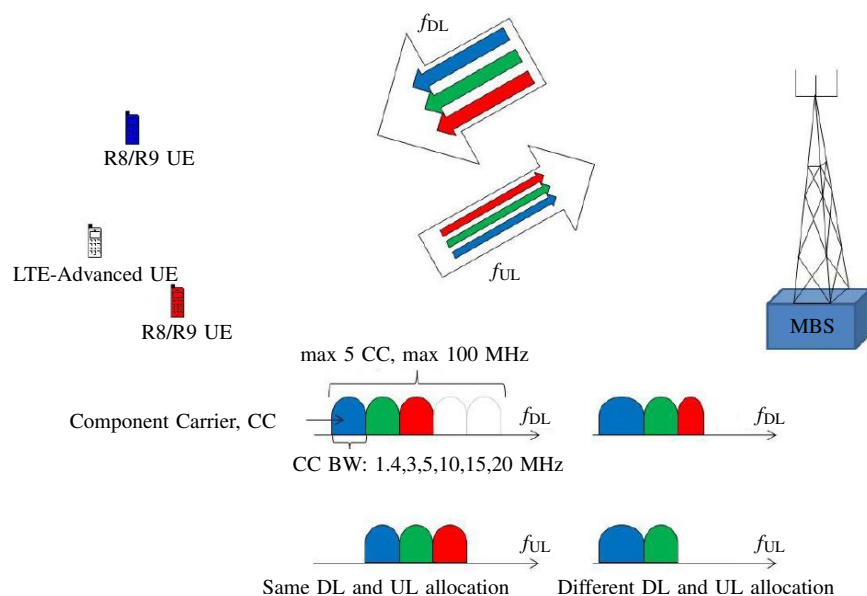 fDL
R8/R9 UE
fUL
LTE-Advanced UE
R8/R9 UE
MBS
max 5 CC, max 100 MHz
Component Carrier, CC
fDL
fDL
CC BW: 1.4,3,5,10,15,20 MHz
fUL
fUL
Same DL and UL allocation
Different DL and UL allocation